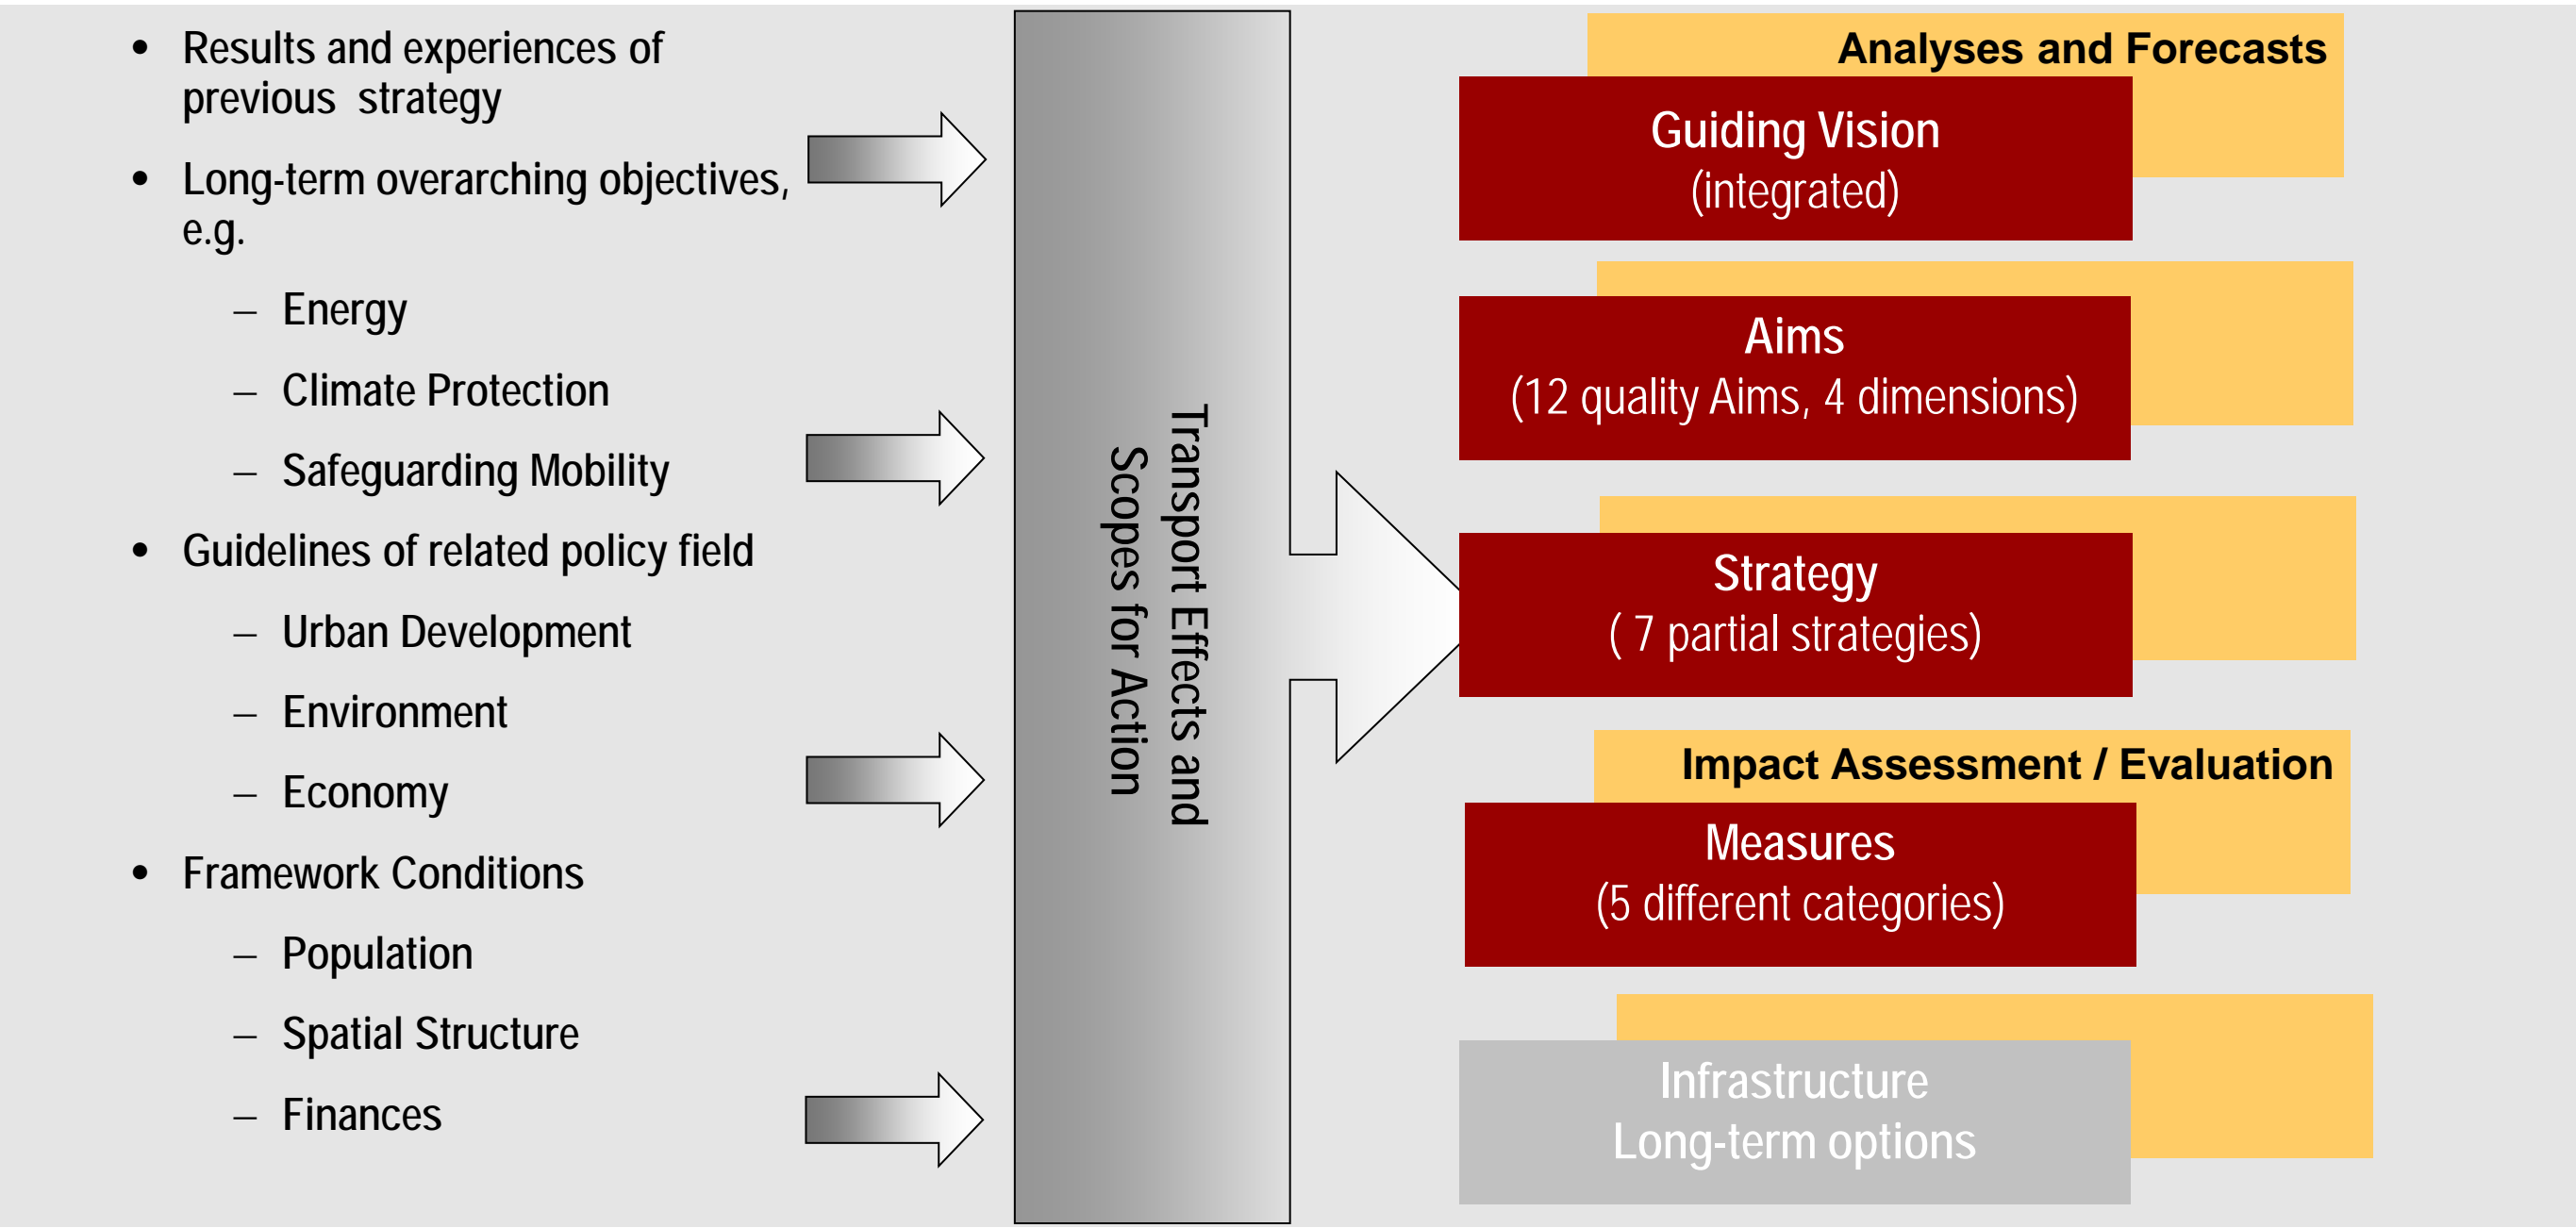 • Results and experiences of
previous strategy
• Long-term overarching objectives,
e.g.
– Energy
– Climate Protection
– Safeguarding Mobility
• Guidelines of related policy field
– Urban Development
– Environment
– Economy
• Framework Conditions
– Population
– Spatial Structure
– Finances
Transport Effects and
Scopes for Action
Analyses and Forecasts
Guiding Vision
(integrated)
Aims
(12 quality Aims, 4 dimensions)
Strategy
( 7 partial strategies)
Impact Assessment / Evaluation
Measures
(5 different categories)
Infrastructure
Long-term options